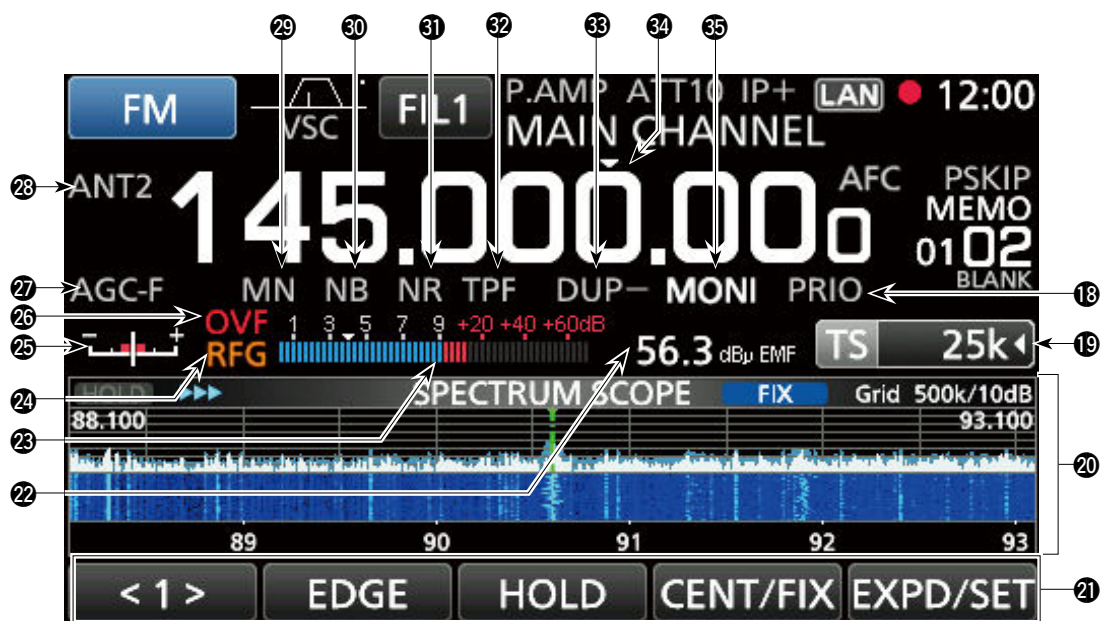 ㉙ ㉚ ㉛ ㉜ ㉝ ㉞ ㉟
FM VSC FIL1 P.AMP ATT10 IP+ LAN 12:00
MAIN CHANNEL
㉘ ANT2 145.000.000 AFC PSKIP
MEMO
01 02
BLANK
㉗ AGC-F MN NB NR TPF DUP− MONI PRIO ⑱
㉖ OVF 1 3 5 7 9 +20 +40 +60dB
㉕ − +
㉔ RFG 56.3 dBμ EMF TS 25k ⑲
㉓ HOLD SPECTRUM SCOPE FIX Grid 500k/10dB
88.100 93.100
㉒ ⑳
89 90 91 92 93
< 1 > EDGE HOLD CENT/FIX EXPD/SET ㉑